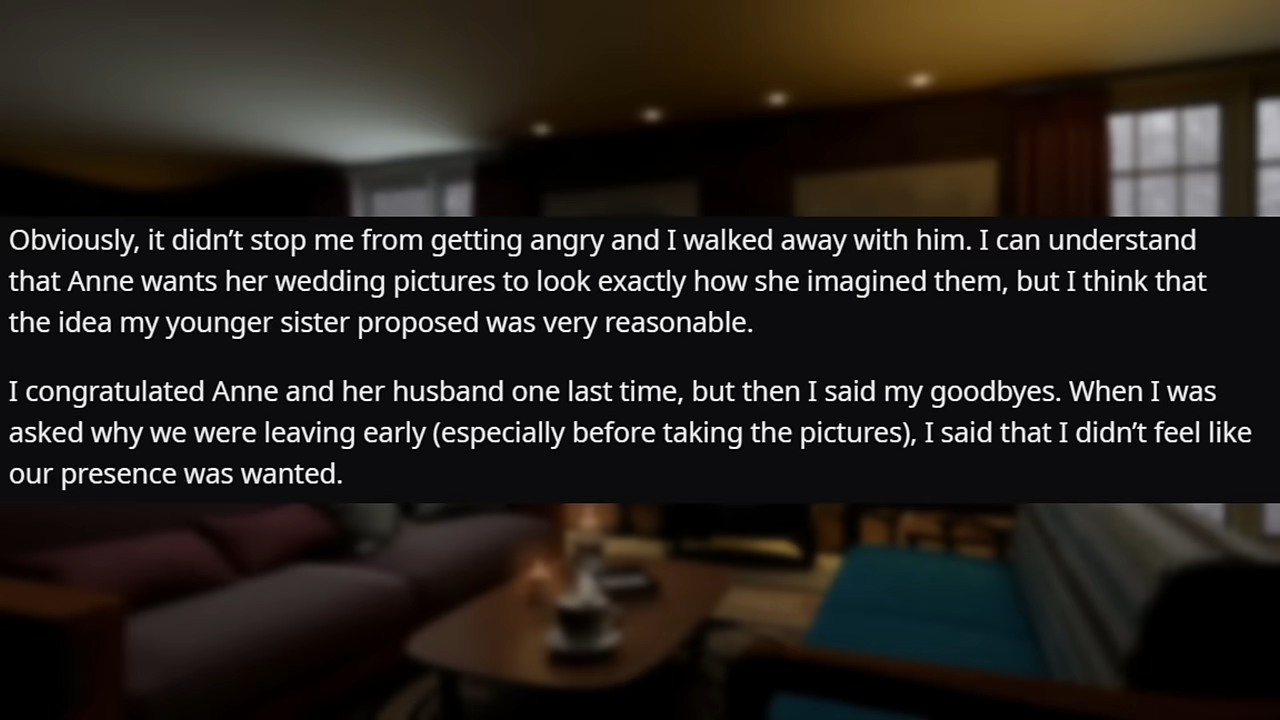 Obviously, it didn’t stop me from getting angry and I walked away with him. I can understand
that Anne wants her wedding pictures to look exactly how she imagined them, but I think that
the idea my younger sister proposed was very reasonable.
I congratulated Anne and her husband one last time, but then I said my goodbyes. When I was
asked why we were leaving early (especially before taking the pictures), I said that I didn’t feel like
our presence was wanted.